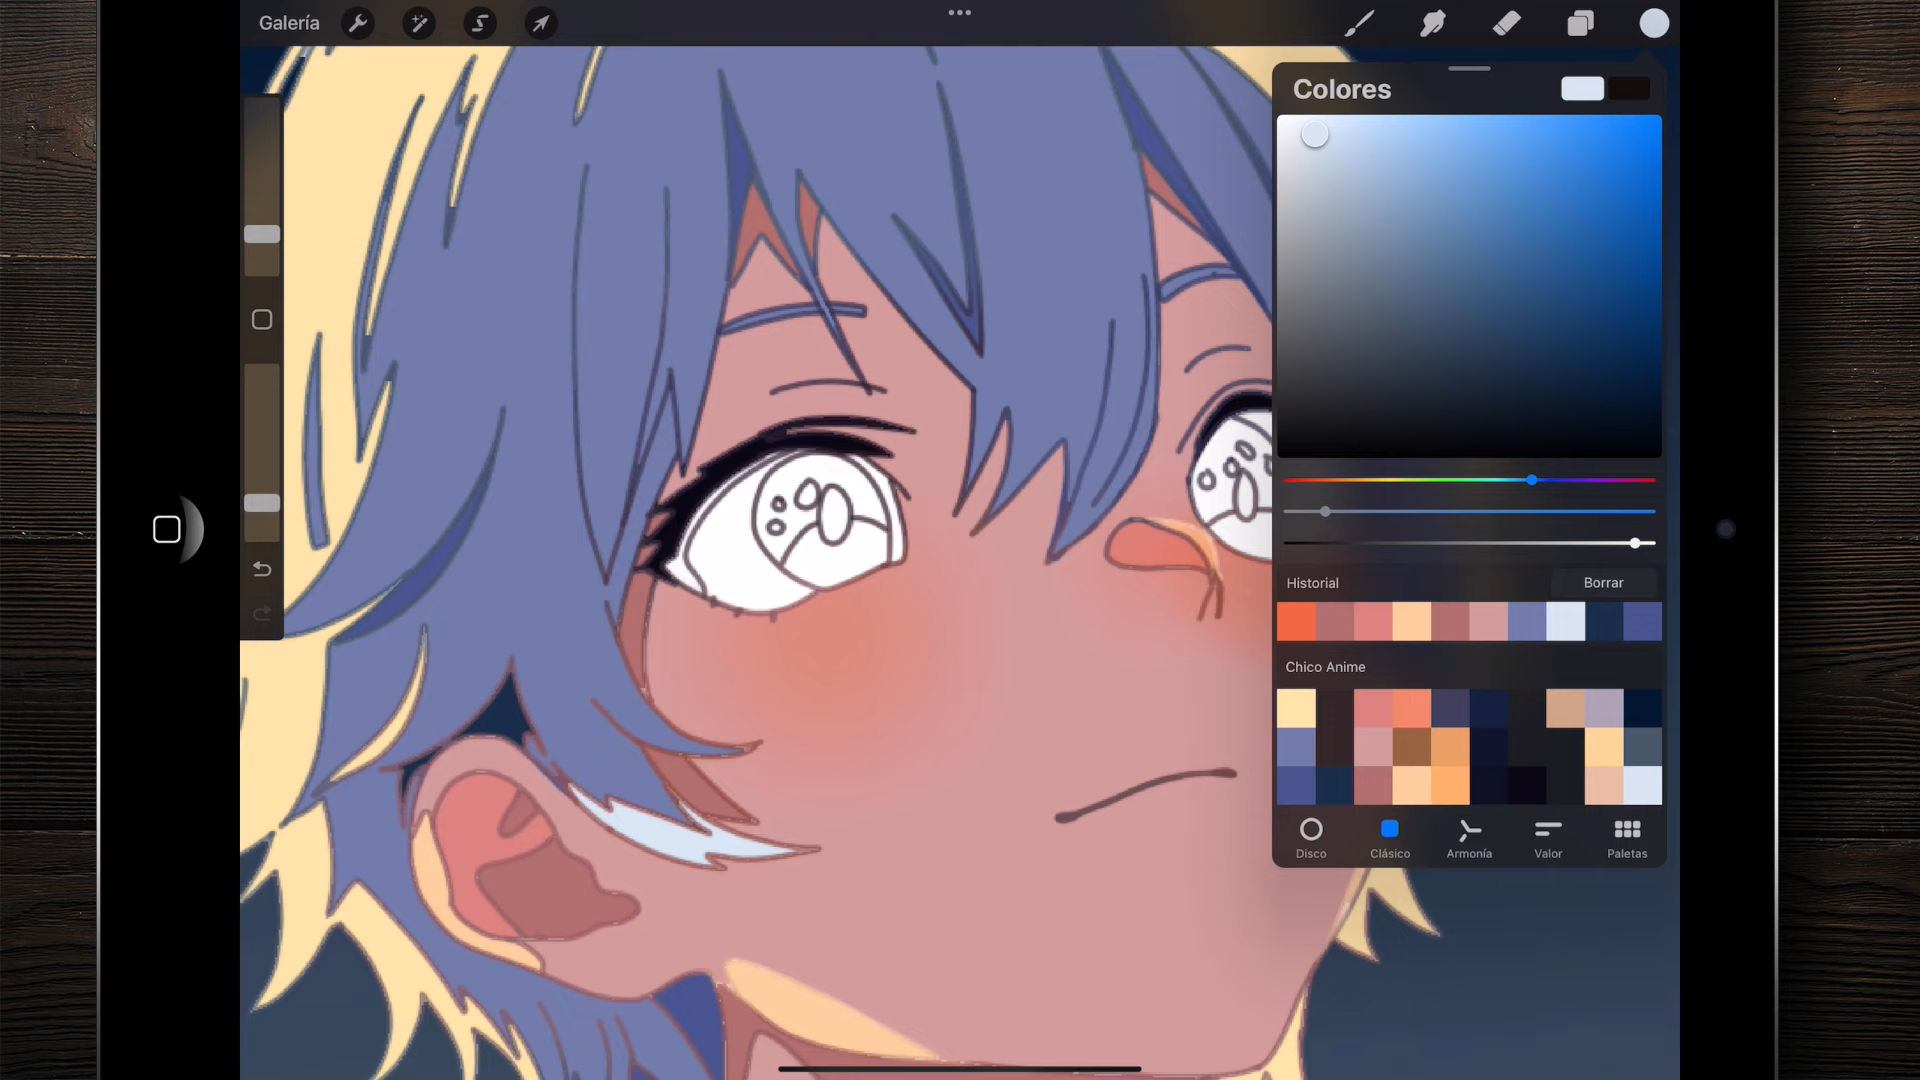 Galería
Colores
Historial
Borrar
Chico Anime
Disco
Clásico
Armonía
Valor
Paletas